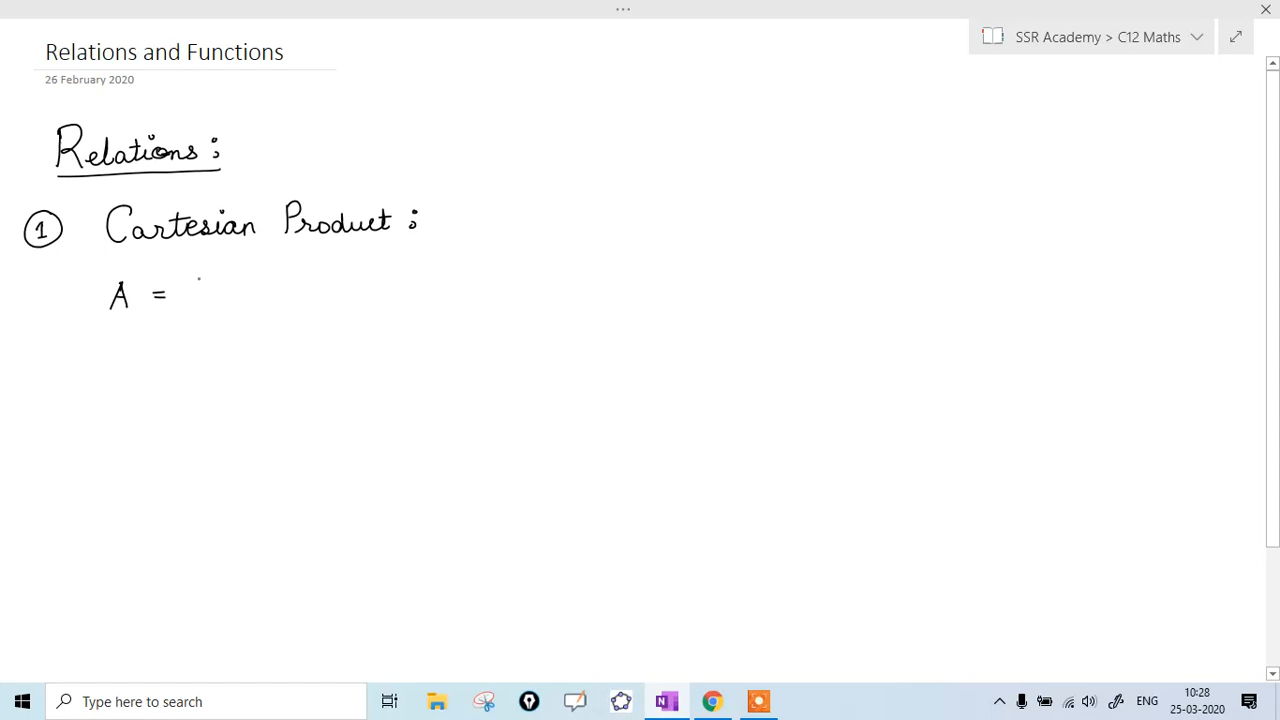 SSR Academy > C12 Maths
Relations and Functions
26 February 2020
Relations :
1 Cartesian Product :
A =
Type here to search
ENG
10:28
25-03-2020